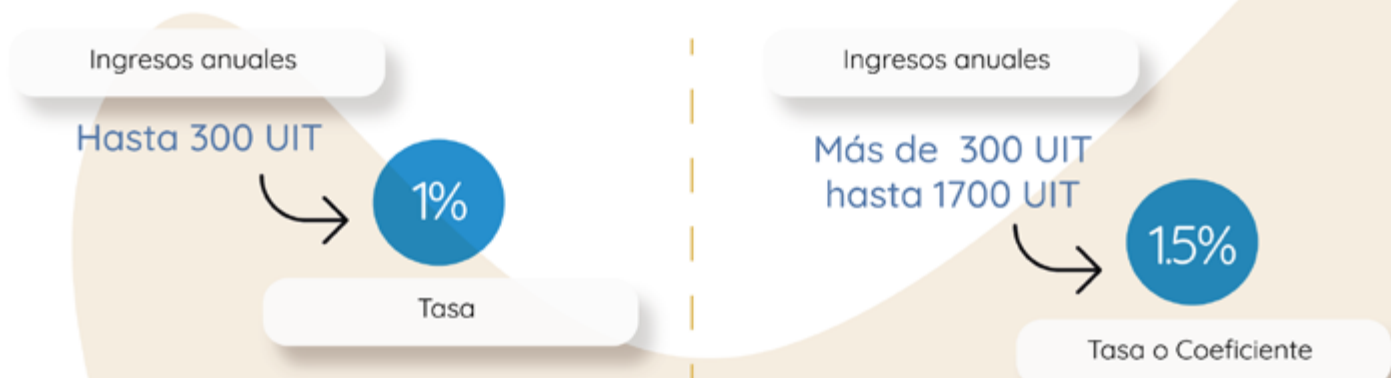 Ingresos anuales
Hasta 300 UIT
1%
Tasa
Ingresos anuales
Más de 300 UIT
hasta 1700 UIT
1.5%
Tasa o Coeficiente